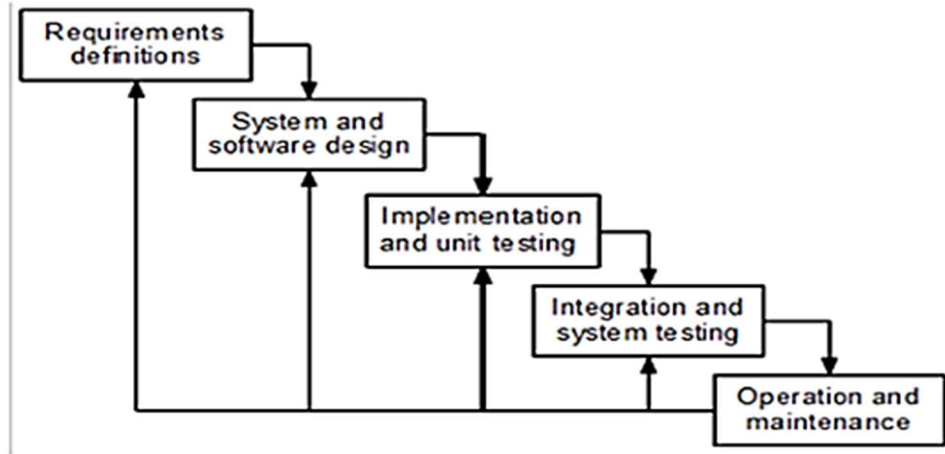 Requirements
definitions
System and
software design
Implementation
and unit testing
Integration and
system testing
Operation and
maintenance